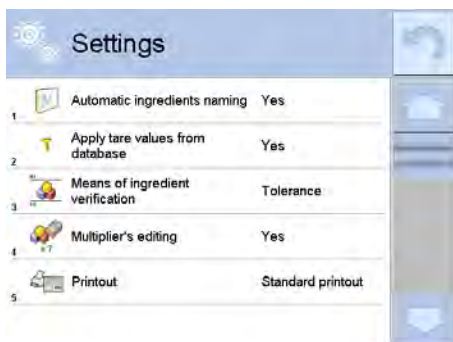 Settings
1 Automatic ingredients naming Yes
Apply tare values from
2 database Yes
Means of ingredient
3 verification Tolerance
4 Multiplier's editing Yes
5 Printout Standard printout